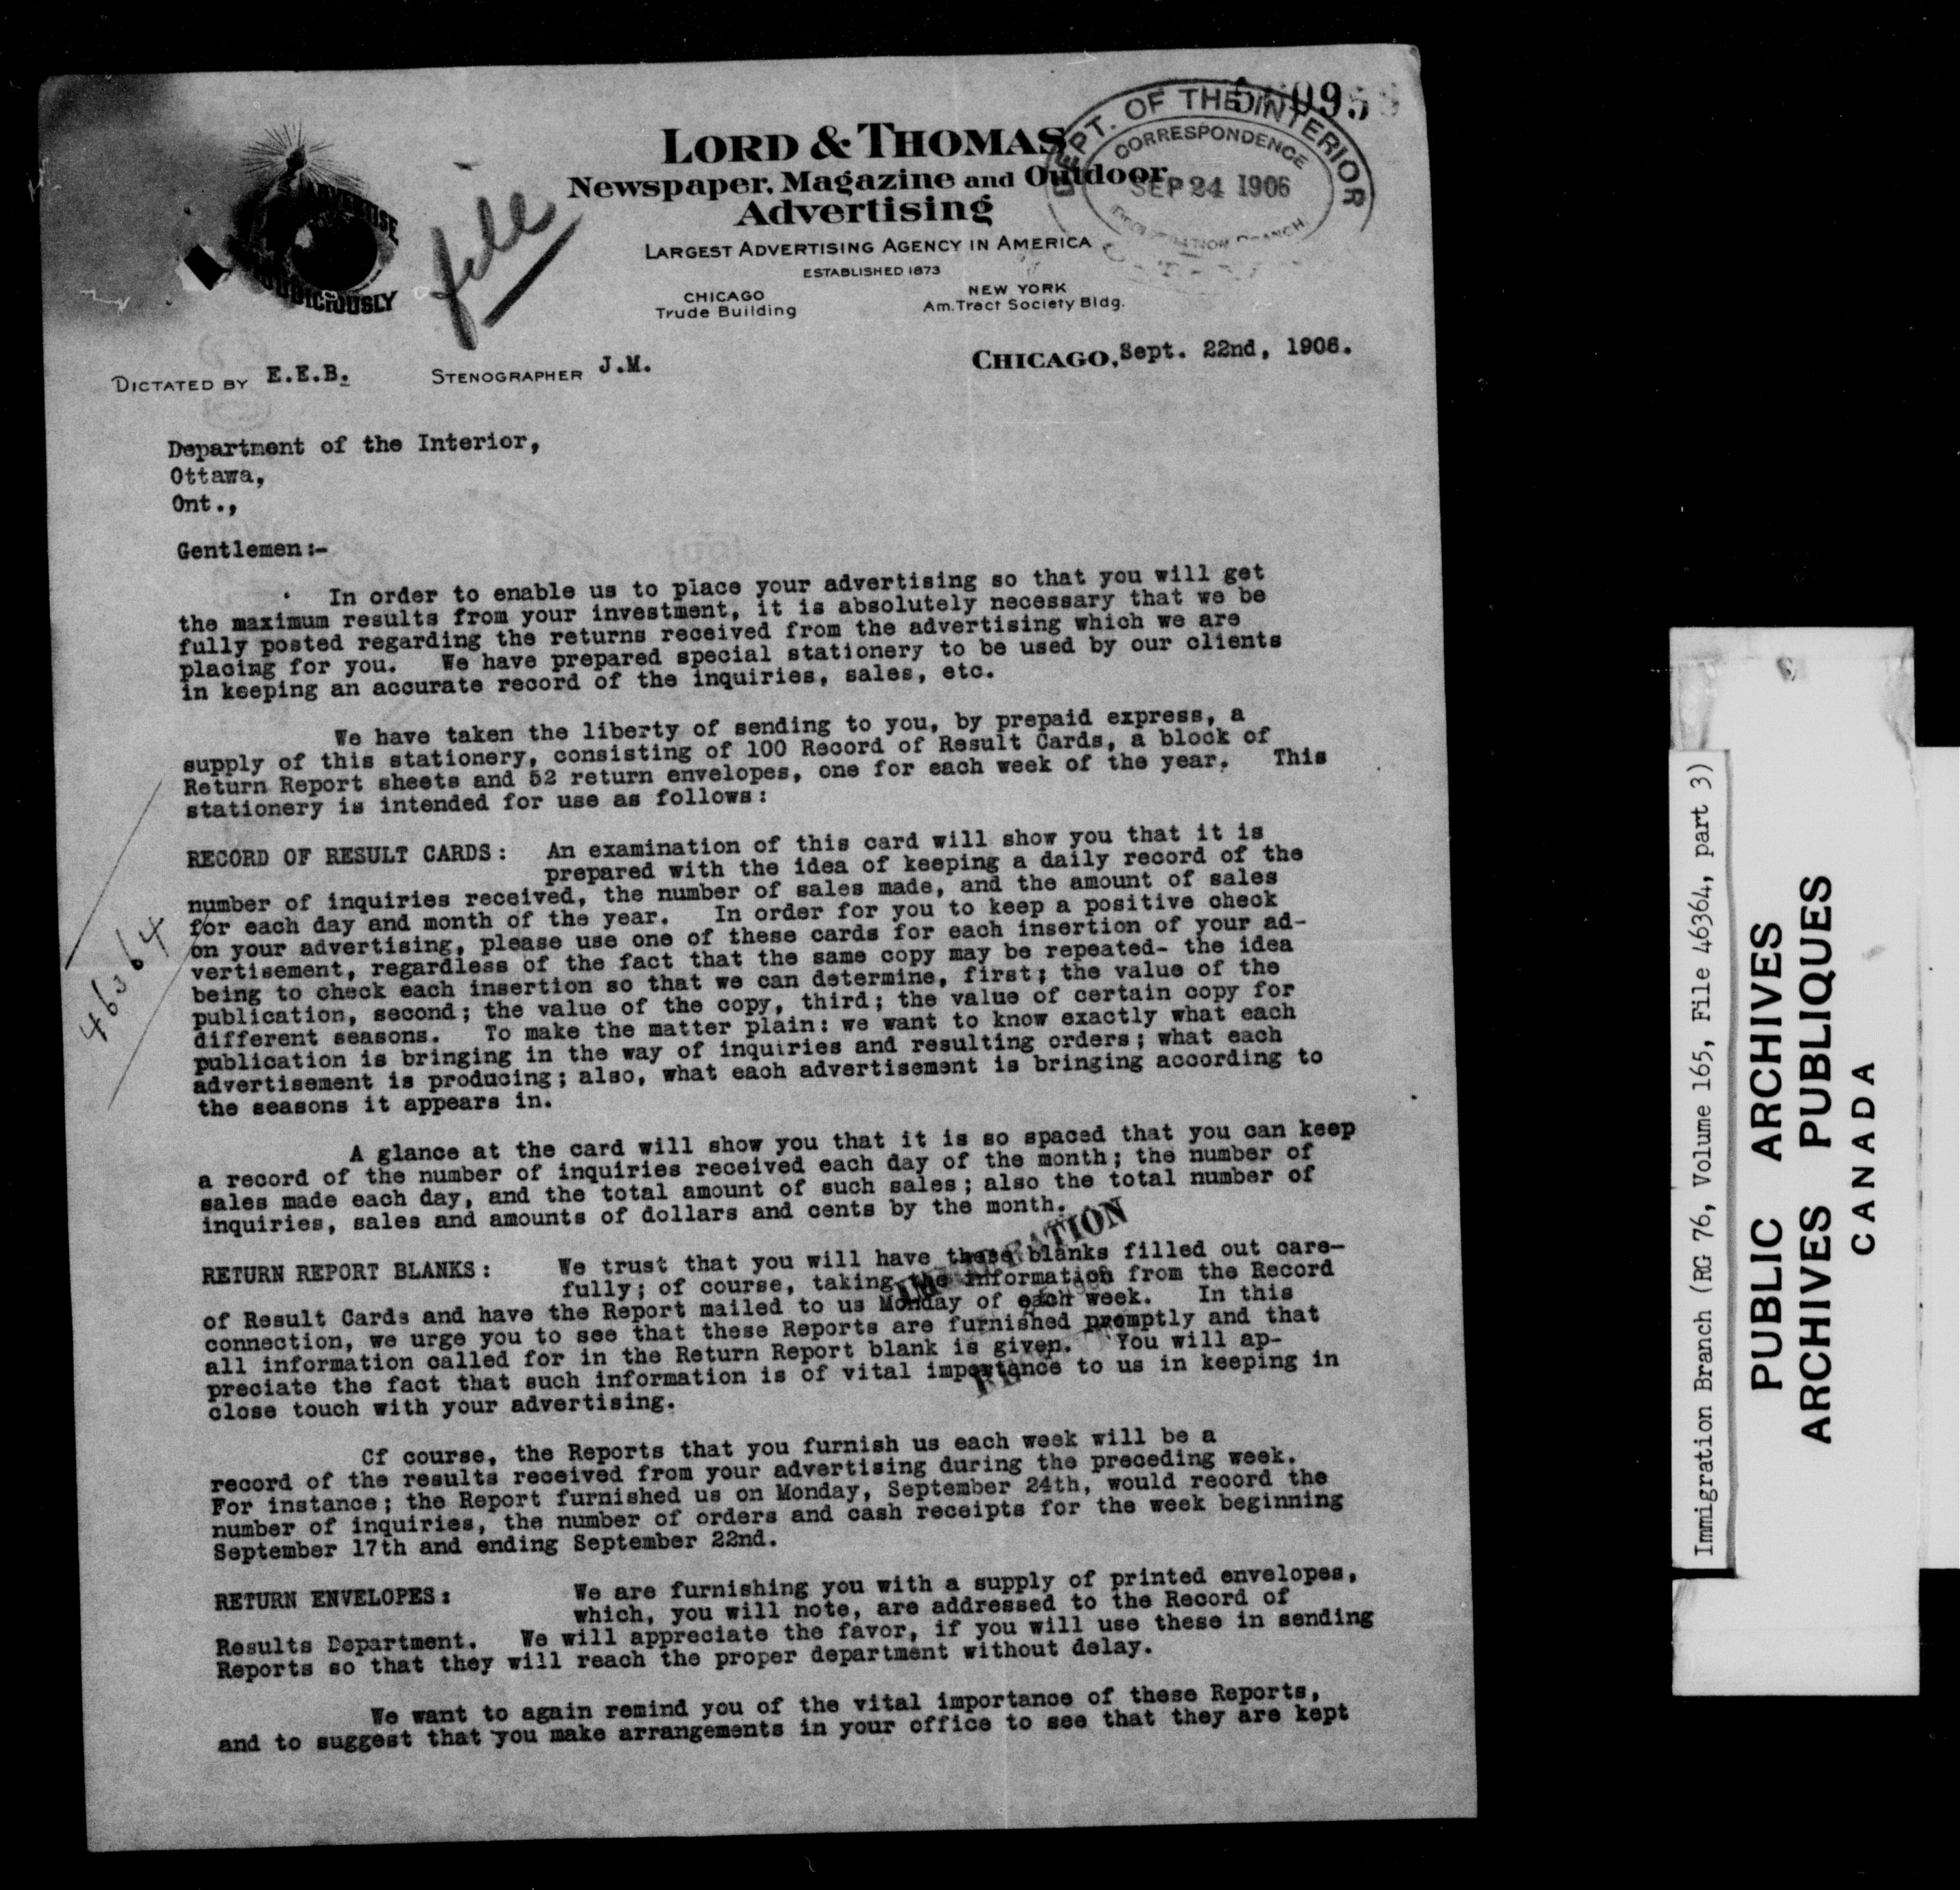 LORD & THOMAS
Newspaper, Magazine and Outdoor
Advertising
LARGEST ADVERTISING AGENCY IN AMERICA
ESTABLISHED 1873
CHICAGO
Trude Building
NEW YORK
Am. Tract Society Bldg.
ADVERTISE
JUDICIOUSLY
file
DEPT. OF THE INTERIOR
CORRESPONDENCE
SEP 24 1906
DICTATED BY E.E.B. STENOGRAPHER J.M.
CHICAGO, Sept. 22nd, 1906.
Department of the Interior,
Ottawa,
Ont.,
Gentlemen:-
In order to enable us to place your advertising so that you will get
the maximum results from your investment, it is absolutely necessary that we be
fully posted regarding the returns received from the advertising which we are
placing for you. We have prepared special stationery to be used by our clients
in keeping an accurate record of the inquiries, sales, etc.
We have taken the liberty of sending to you, by prepaid express, a
supply of this stationery, consisting of 100 Record of Result Cards, a block of
Return Report sheets and 52 return envelopes, one for each week of the year. This
stationery is intended for use as follows:
RECORD OF RESULT CARDS: An examination of this card will show you that it is
prepared with the idea of keeping a daily record of the
number of inquiries received, the number of sales made, and the amount of sales
for each day and month of the year. In order for you to keep a positive check
on your advertising, please use one of these cards for each insertion of your ad-
vertisement, regardless of the fact that the same copy may be repeated- the idea
being to check each insertion so that we can determine, first; the value of the
publication, second; the value of the copy, third; the value of certain copy for
different seasons. To make the matter plain: we want to know exactly what each
publication is bringing in the way of inquiries and resulting orders; what each
advertisement is producing; also, what each advertisement is bringing according to
the seasons it appears in.
46364
A glance at the card will show you that it is so spaced that you can keep
a record of the number of inquiries received each day of the month; the number of
sales made each day, and the total amount of such sales; also the total number of
inquiries, sales and amounts of dollars and cents by the month.
RETURN REPORT BLANKS: We trust that you will have these blanks filled out care-
fully; of course, taking the information from the Record
of Result Cards and have the Report mailed to us Monday of each week. In this
connection, we urge you to see that these Reports are furnished promptly and that
all information called for in the Return Report blank is given. You will ap-
preciate the fact that such information is of vital importance to us in keeping in
close touch with your advertising.
IMMIGRATION
Cf course, the Reports that you furnish us each week will be a
record of the results received from your advertising during the preceding week.
For instance; the Report furnished us on Monday, September 24th, would record the
number of inquiries, the number of orders and cash receipts for the week beginning
September 17th and ending September 22nd.
RETURN ENVELOPES: We are furnishing you with a supply of printed envelopes,
which, you will note, are addressed to the Record of
Results Department. We will appreciate the favor, if you will use these in sending
Reports so that they will reach the proper department without delay.
We want to again remind you of the vital importance of these Reports,
and to suggest that you make arrangements in your office to see that they are kept
Immigration Branch (RG 76, Volume 165, File 46364, part 3)
PUBLIC ARCHIVES
ARCHIVES PUBLIQUES
CANADA